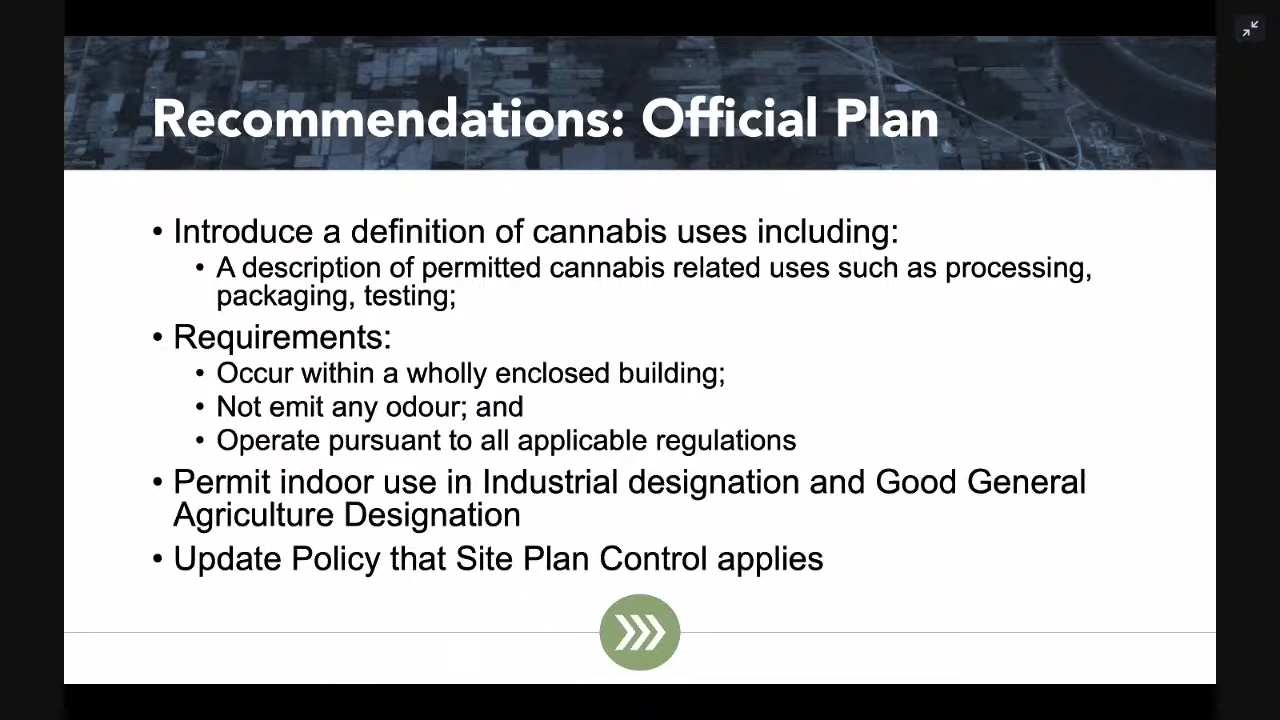 Recommendations: Official Plan
• Introduce a definition of cannabis uses including:
• A description of permitted cannabis related uses such as processing,
packaging, testing;
• Requirements:
• Occur within a wholly enclosed building;
• Not emit any odour; and
• Operate pursuant to all applicable regulations
• Permit indoor use in Industrial designation and Good General
Agriculture Designation
• Update Policy that Site Plan Control applies